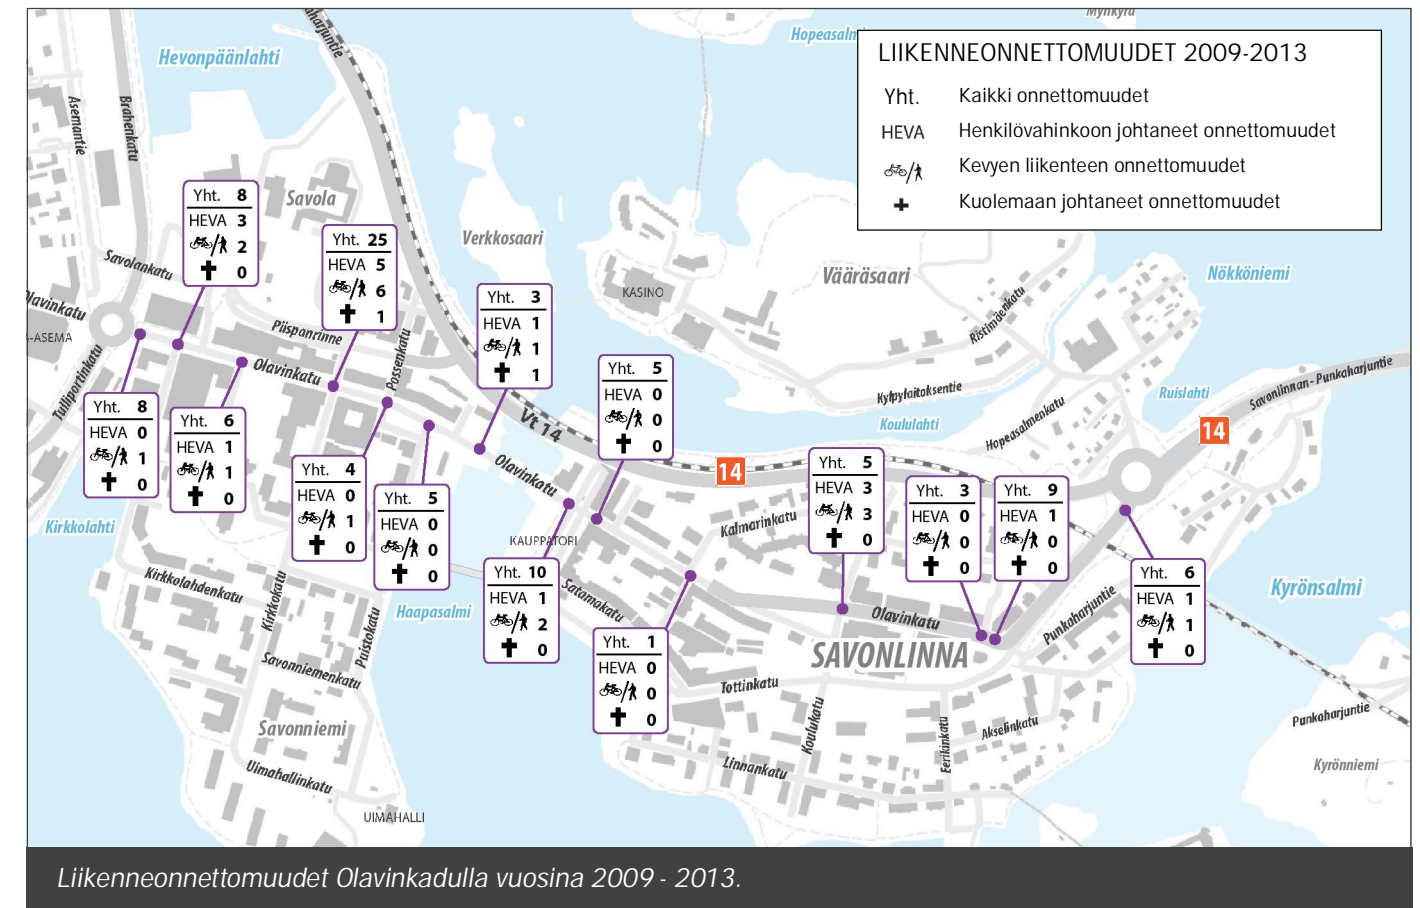 Myllkylä
Hopeasalmi
Hevonpäänlahti
LIIKENNEONNETTOMUUDET 2009-2013
Yht. Kaikki onnettomuudet
HEVA Henkilövahinkoon johtaneet onnettomuudet
Kevyen liikenteen onnettomuudet
Kuolemaan johtaneet onnettomuudet
Asemantie
Brahenkatu
Savola
Verkkosaari
Vääräsaari
Nökköniemi
KASINO
Ristimäenkatu
Savolankatu
Olavinkatu
-ASEMA
Tulliportinkatu
Piispanrinne
Olavinkatu
Possenkatu
Kylpylaitoksentie
Koululahti
Hopeasalmenkatu
Ruislahti
Savonlinnan - Punkaharjuntie
14
Vt 14
14
Yht. 8
HEVA 3
2
0
Yht. 25
HEVA 5
6
1
Yht. 3
HEVA 1
1
1
Yht. 5
HEVA 0
0
0
Yht. 8
HEVA 0
1
0
Yht. 6
HEVA 1
1
0
Yht. 4
HEVA 0
1
0
Yht. 5
HEVA 0
0
0
Yht. 10
HEVA 1
2
0
Yht. 1
HEVA 0
0
0
Yht. 5
HEVA 3
3
0
Yht. 3
HEVA 0
0
0
Yht. 9
HEVA 1
0
0
Yht. 6
HEVA 1
1
0
Olavinkatu
KAUPPATORI
Kalmarinkatu
Kirkkolahti
Kirkkolahdenkatu
Kirkkokatu
Puistokatu
Haapasalmi
Satamakatu
Olavinkatu
SAVONLINNA
Punkaharjuntie
Kyrönsalmi
Savonniemenkatu
Savonniemi
Tottinkatu
Koulukatu
Eerikinkatu
Akselinkatu
Punkaharjuntie
Linnankatu
Kyrönniemi
Uimahallinkatu
UIMAHALLI
Liikenneonnettomuudet Olavinkadulla vuosina 2009 - 2013.